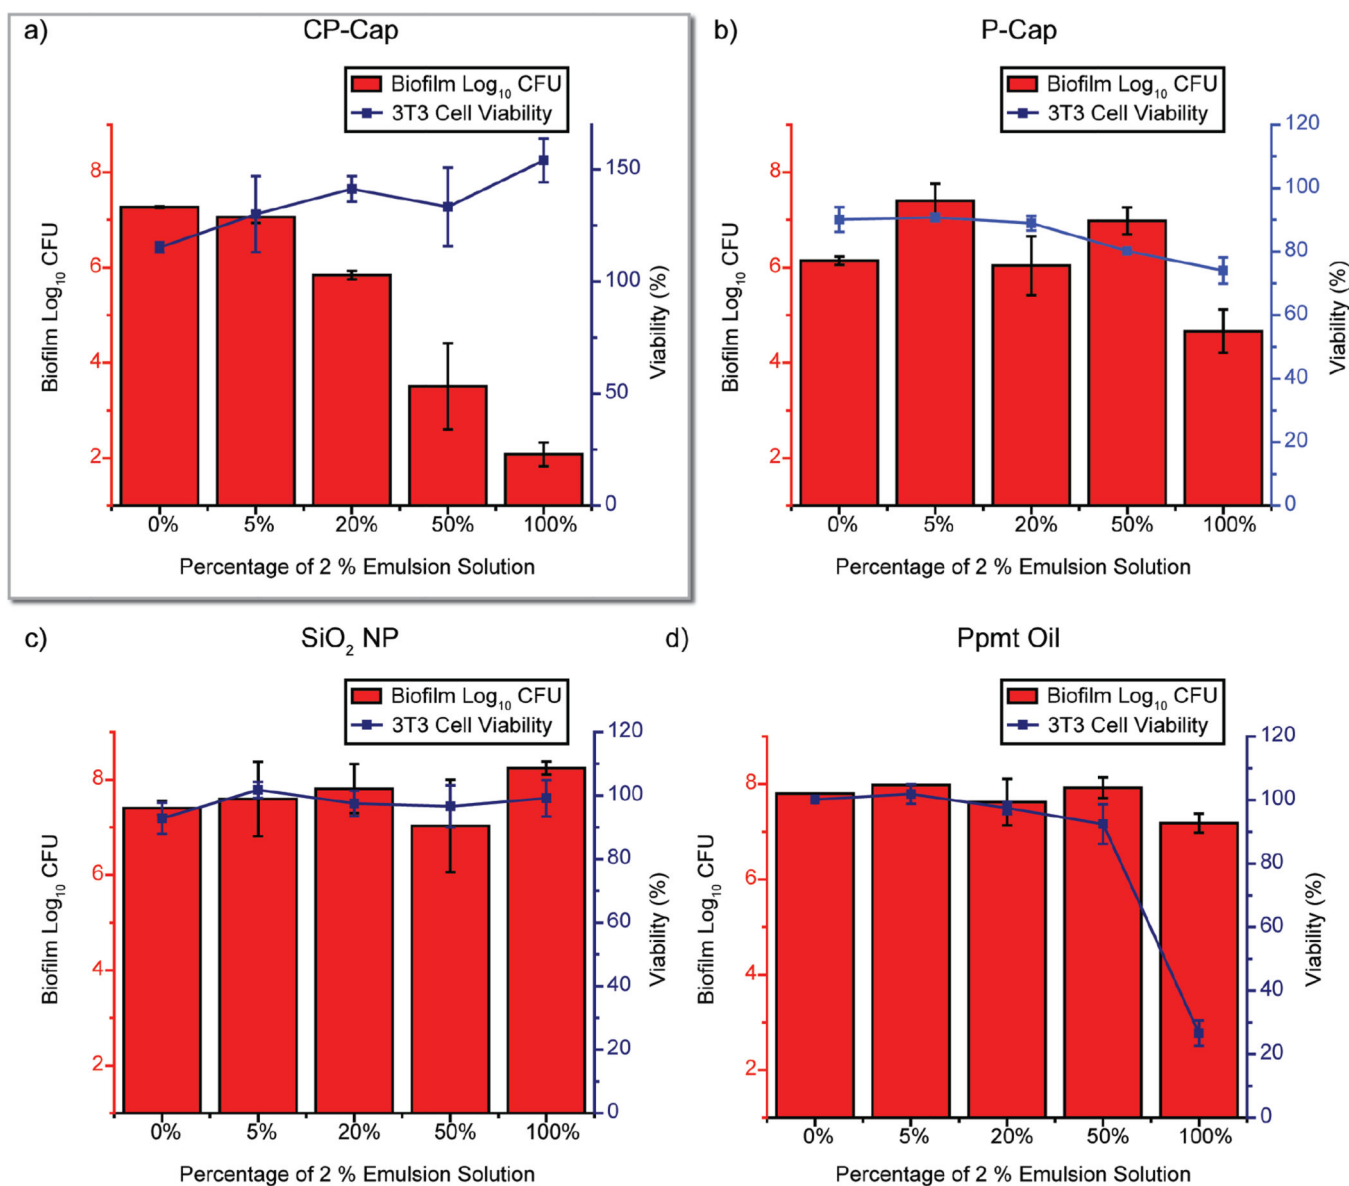 a)
CP-Cap
Biofilm Log₁₀ CFU
3T3 Cell Viability
8
6
4
2
Biofilm Log₁₀ CFU
150
100
50
0
Viability (%)
0% 5% 20% 50% 100%
Percentage of 2 % Emulsion Solution
b)
P-Cap
Biofilm Log₁₀ CFU
3T3 Cell Viability
8
6
4
2
Biofilm Log₁₀ CFU
120
100
80
60
40
20
0
Viability (%)
0% 5% 20% 50% 100%
Percentage of 2 % Emulsion Solution
c)
SiO₂ NP
Biofilm Log₁₀ CFU
3T3 Cell Viability
8
6
4
2
Biofilm Log₁₀ CFU
120
100
80
60
40
20
0
Viability (%)
0% 5% 20% 50% 100%
Percentage of 2 % Emulsion Solution
d)
Ppmt Oil
Biofilm Log₁₀ CFU
3T3 Cell Viability
8
6
4
2
Biofilm Log₁₀ CFU
120
100
80
60
40
20
0
Viability (%)
0% 5% 20% 50% 100%
Percentage of 2 % Emulsion Solution